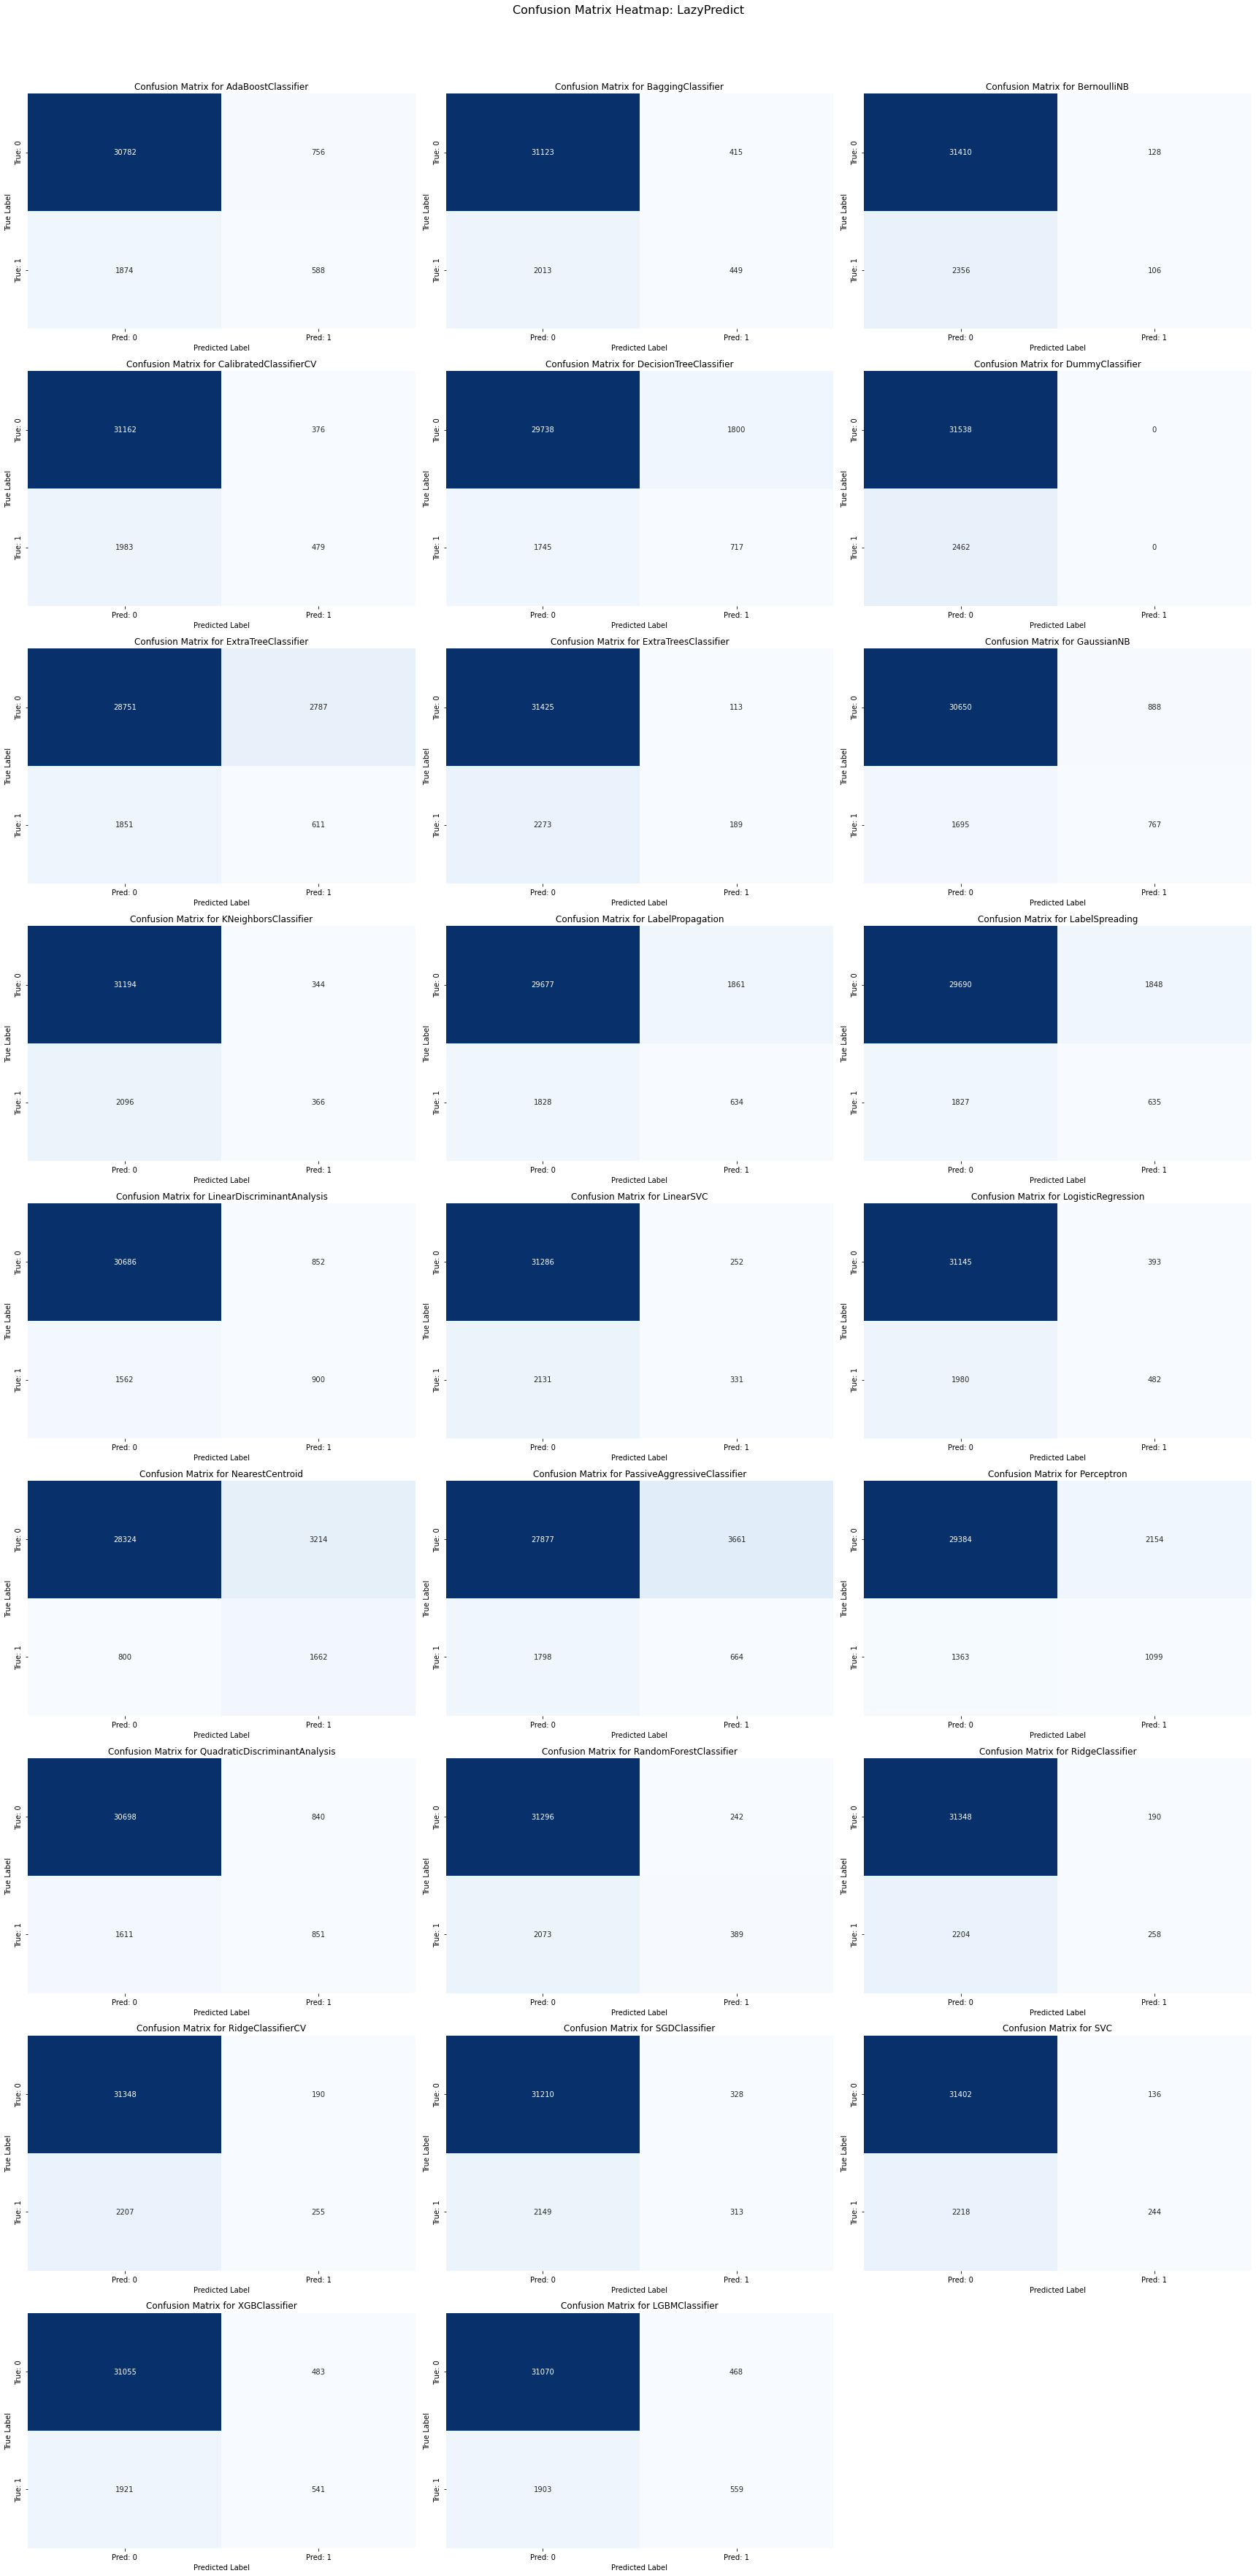 Confusion Matrix Heatmap: LazyPredict
Confusion Matrix for AdaBoostClassifier
True: 0
30782
756
True Label
True: 1
1874
588
Pred: 0
Pred: 1
Predicted Label
Confusion Matrix for BaggingClassifier
True: 0
31123
415
True Label
True: 1
2013
449
Pred: 0
Pred: 1
Predicted Label
Confusion Matrix for BernoulliNB
True: 0
31410
128
True Label
True: 1
2356
106
Pred: 0
Pred: 1
Predicted Label
Confusion Matrix for CalibratedClassifierCV
True: 0
31162
376
True Label
True: 1
1983
479
Pred: 0
Pred: 1
Predicted Label
Confusion Matrix for DecisionTreeClassifier
True: 0
29738
1800
True Label
True: 1
1745
717
Pred: 0
Pred: 1
Predicted Label
Confusion Matrix for DummyClassifier
True: 0
31538
0
True Label
True: 1
2462
0
Pred: 0
Pred: 1
Predicted Label
Confusion Matrix for ExtraTreeClassifier
True: 0
28751
2787
True Label
True: 1
1851
611
Pred: 0
Pred: 1
Predicted Label
Confusion Matrix for ExtraTreesClassifier
True: 0
31425
113
True Label
True: 1
2273
189
Pred: 0
Pred: 1
Predicted Label
Confusion Matrix for GaussianNB
True: 0
30650
888
True Label
True: 1
1695
767
Pred: 0
Pred: 1
Predicted Label
Confusion Matrix for KNeighborsClassifier
True: 0
31194
344
True Label
True: 1
2096
366
Pred: 0
Pred: 1
Predicted Label
Confusion Matrix for LabelPropagation
True: 0
29677
1861
True Label
True: 1
1828
634
Pred: 0
Pred: 1
Predicted Label
Confusion Matrix for LabelSpreading
True: 0
29690
1848
True Label
True: 1
1827
635
Pred: 0
Pred: 1
Predicted Label
Confusion Matrix for LinearDiscriminantAnalysis
True: 0
30686
852
True Label
True: 1
1562
900
Pred: 0
Pred: 1
Predicted Label
Confusion Matrix for LinearSVC
True: 0
31286
252
True Label
True: 1
2131
331
Pred: 0
Pred: 1
Predicted Label
Confusion Matrix for LogisticRegression
True: 0
31145
393
True Label
True: 1
1980
482
Pred: 0
Pred: 1
Predicted Label
Confusion Matrix for NearestCentroid
True: 0
28324
3214
True Label
True: 1
800
1662
Pred: 0
Pred: 1
Predicted Label
Confusion Matrix for PassiveAggressiveClassifier
True: 0
27877
3661
True Label
True: 1
1798
664
Pred: 0
Pred: 1
Predicted Label
Confusion Matrix for Perceptron
True: 0
29384
2154
True Label
True: 1
1363
1099
Pred: 0
Pred: 1
Predicted Label
Confusion Matrix for QuadraticDiscriminantAnalysis
True: 0
30698
840
True Label
True: 1
1611
851
Pred: 0
Pred: 1
Predicted Label
Confusion Matrix for RandomForestClassifier
True: 0
31296
242
True Label
True: 1
2073
389
Pred: 0
Pred: 1
Predicted Label
Confusion Matrix for RidgeClassifier
True: 0
31348
190
True Label
True: 1
2204
258
Pred: 0
Pred: 1
Predicted Label
Confusion Matrix for RidgeClassifierCV
True: 0
31348
190
True Label
True: 1
2207
255
Pred: 0
Pred: 1
Predicted Label
Confusion Matrix for SGDClassifier
True: 0
31210
328
True Label
True: 1
2149
313
Pred: 0
Pred: 1
Predicted Label
Confusion Matrix for SVC
True: 0
31402
136
True Label
True: 1
2218
244
Pred: 0
Pred: 1
Predicted Label
Confusion Matrix for XGBClassifier
True: 0
31055
483
True Label
True: 1
1921
541
Pred: 0
Pred: 1
Predicted Label
Confusion Matrix for LGBMClassifier
True: 0
31070
468
True Label
True: 1
1903
559
Pred: 0
Pred: 1
Predicted Label